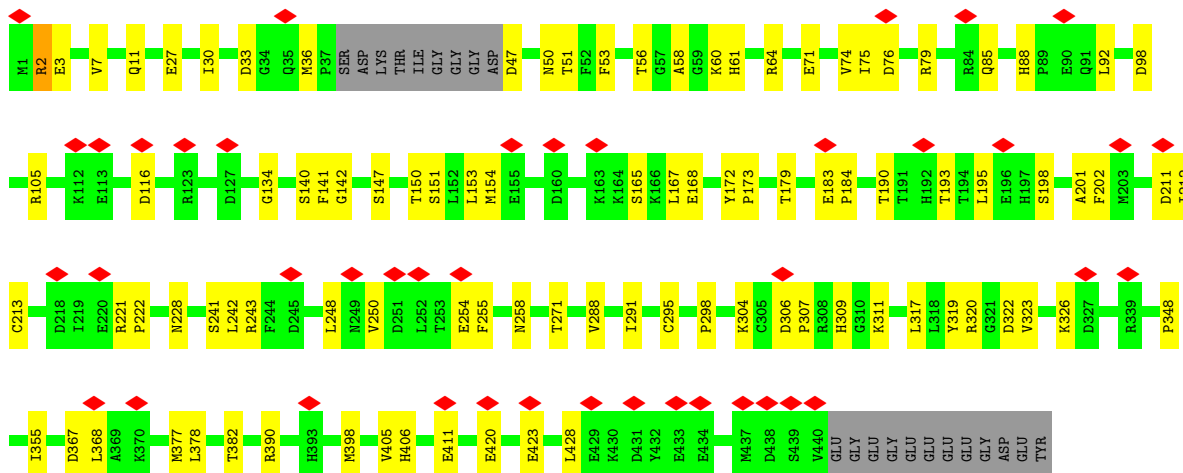 M1 R2 E3 V7 Q11 E27 I30 D33 G34 Q35 M36 P37 SER ASP LYS THR ILE GLY GLY GLY ASP D47 N50 T51 F52 F53 T56 G57 A58 G59 K60 H61 R64 E71 V74 I75 D76 R79 R84 Q85 H88 P89 E90 Q91 L92 D98
R105 K112 E113 D116 R123 D127 G134 S140 F141 G142 S147 T150 S151 L152 L153 M154 E155 D160 K163 K164 S165 K166 L167 E168 Y172 P173 T179 E183 P184 T190 T191 H192 T193 T194 L195 E196 H197 S198 A201 F202 M203 D211
C213 D218 I219 E220 R221 P222 N228 S241 L242 R243 F244 D245 L248 N249 V250 D251 L252 T253 E254 F255 N258 T271 V288 I291 C295 P298 K304 C305 D306 P307 R308 H309 G310 K311 L317 L318 Y319 R320 G321 D322 V323 K326 D327 R339 P348
I355 D367 L368 A369 K370 M377 L378 T382 R390 H393 M398 V405 H406 E411 E420 E423 L428 E429 K430 D431 Y432 E433 E434 M437 D438 S439 V440 GLU GLY GLU GLU GLY GLU GLU GLU GLY ASP GLU TYR